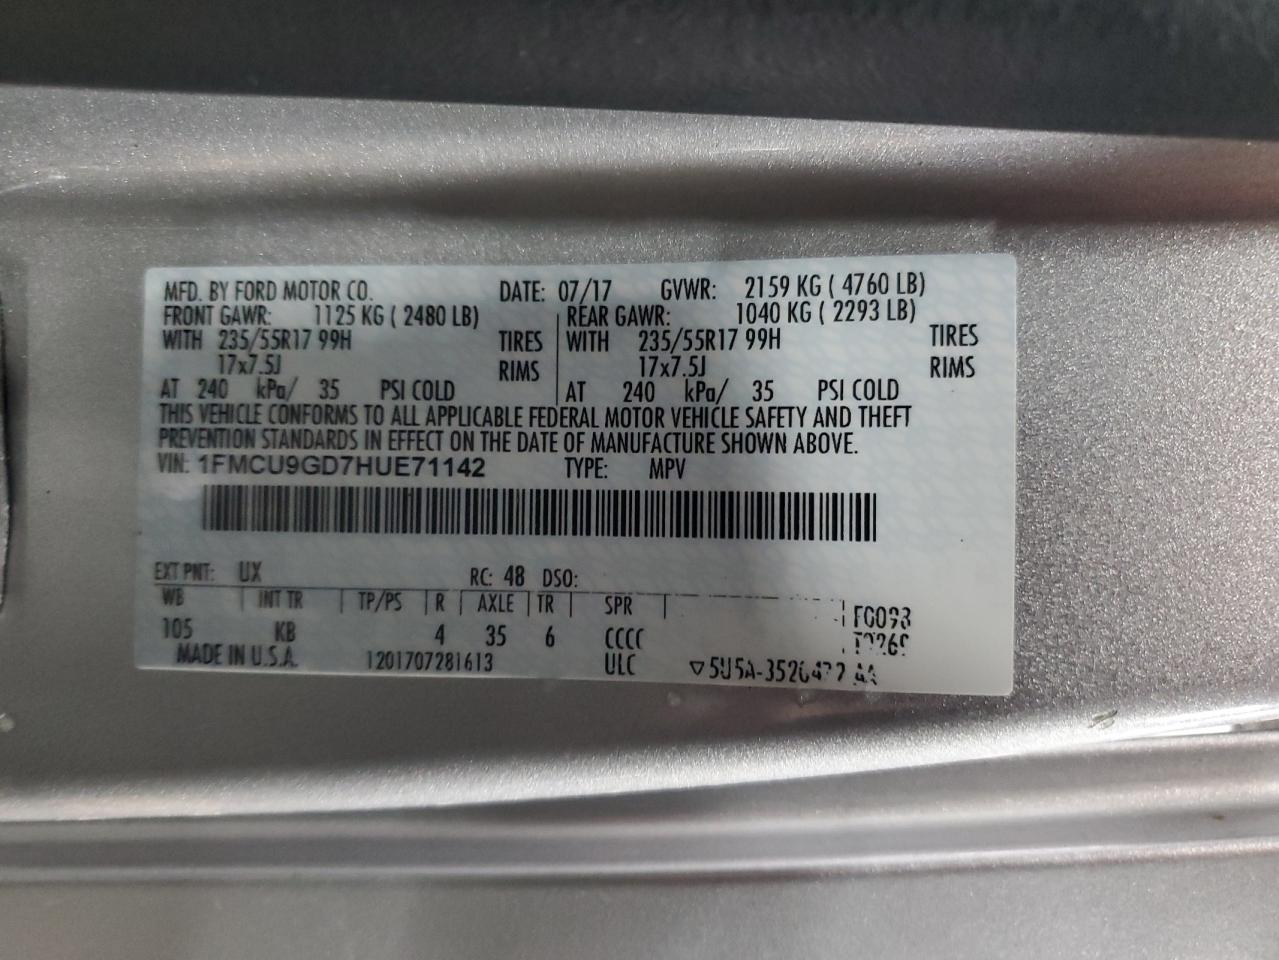 MFD. BY FORD MOTOR CO. DATE: 07/17 GVWR: 2159 KG ( 4760 LB)
FRONT GAWR: 1125 KG ( 2480 LB) REAR GAWR: 1040 KG ( 2293 LB)
WITH 235/55R17 99H TIRES WITH 235/55R17 99H TIRES
17x7.5J RIMS 17x7.5J RIMS
AT 240 kPa/ 35 PSI COLD AT 240 kPa/ 35 PSI COLD
THIS VEHICLE CONFORMS TO ALL APPLICABLE FEDERAL MOTOR VEHICLE SAFETY AND THEFT
PREVENTION STANDARDS IN EFFECT ON THE DATE OF MANUFACTURE SHOWN ABOVE.
VIN: 1FMCU9GD7HUE71142 TYPE: MPV
EXT PNT: UX RC: 48 DSO:
WB INT TR TP/PS R AXLE TR SPR
105 KB 4 35 6 CCCC
MADE IN U.S.A. 1201707281613 ULC